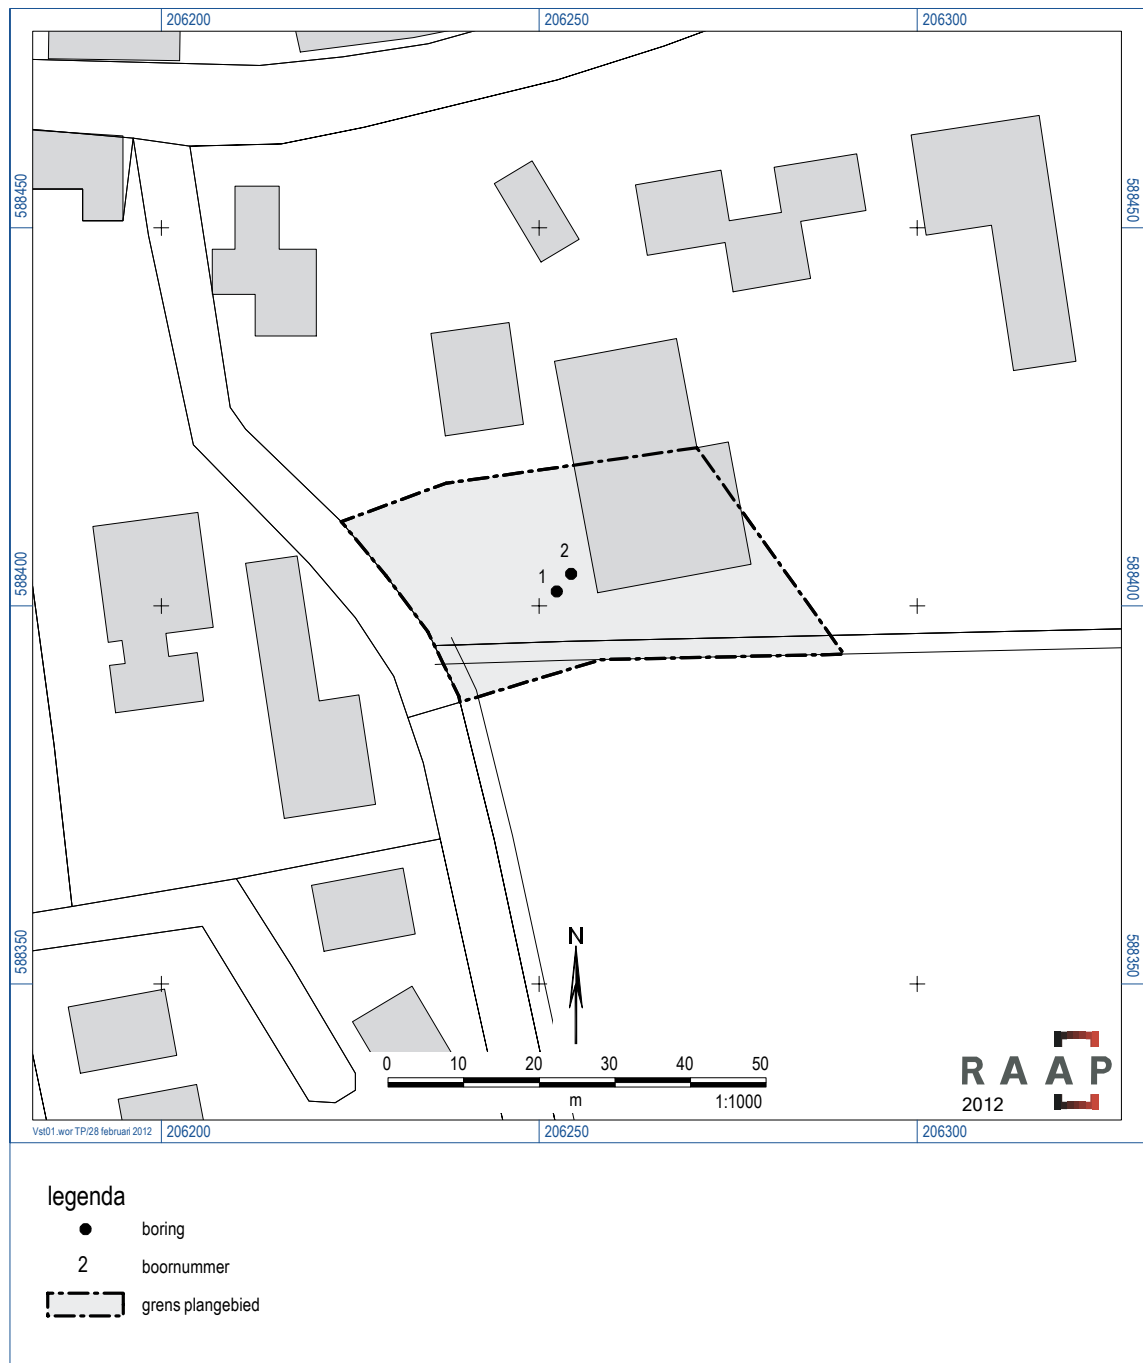 206200 206250 206300
588450 588450
2
1
588400 588400
588350 588350
N
0 10 20 30 40 50
m 1:1000
RAAP
2012
Vst01.wor TP/28 februari 2012
206200 206250 206300
legenda
boring
2 boornummer
grens plangebied